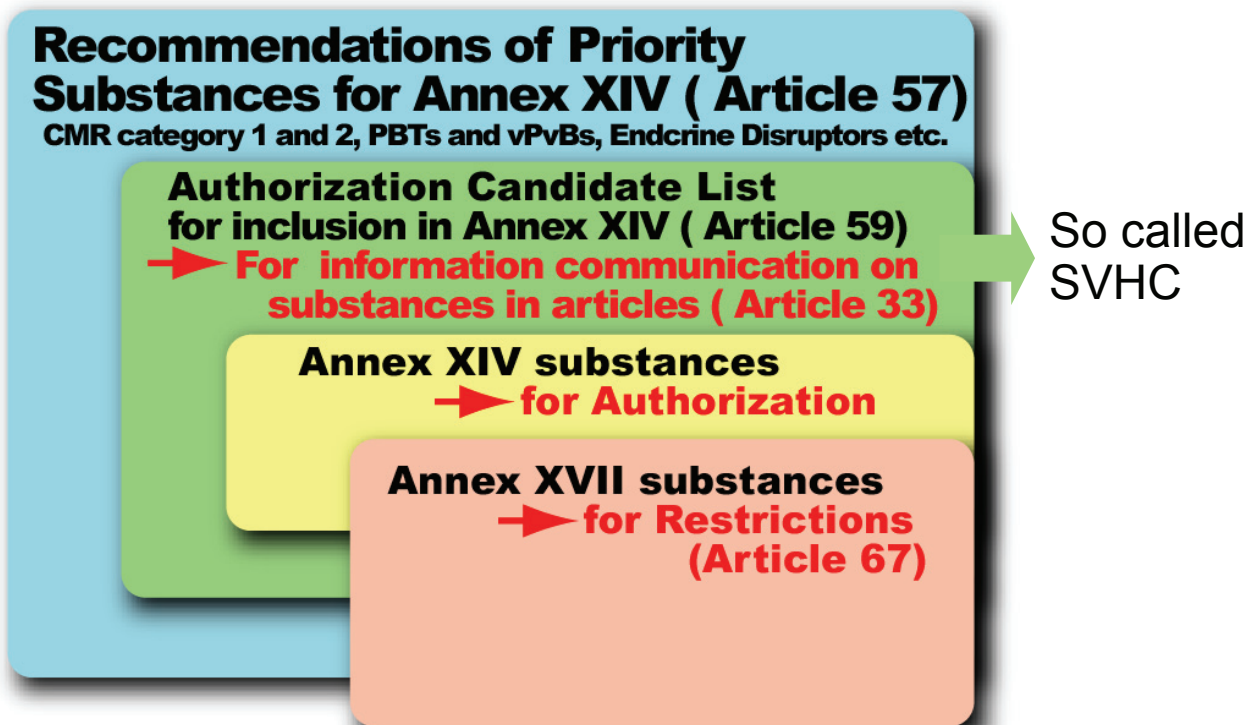 Recommendations of Priority
Substances for Annex XIV ( Article 57)
CMR category 1 and 2, PBTs and vPvBs, Endcrine Disruptors etc.
Authorization Candidate List
for inclusion in Annex XIV ( Article 59)
For information communication on
substances in articles ( Article 33)
So called
SVHC
Annex XIV substances
for Authorization
Annex XVII substances
for Restrictions
(Article 67)